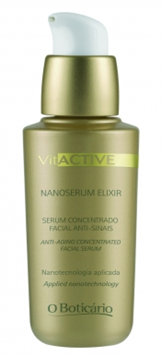 VitACTIVE
NANOSERUM ELIXIR
SERUM CONCENTRADO
FACIAL ANTI-SINAIS
ANTI-AGING CONCENTRATED
FACIAL SERUM
Nanotecnologia aplicada
Applied nanotechnology
O Boticário